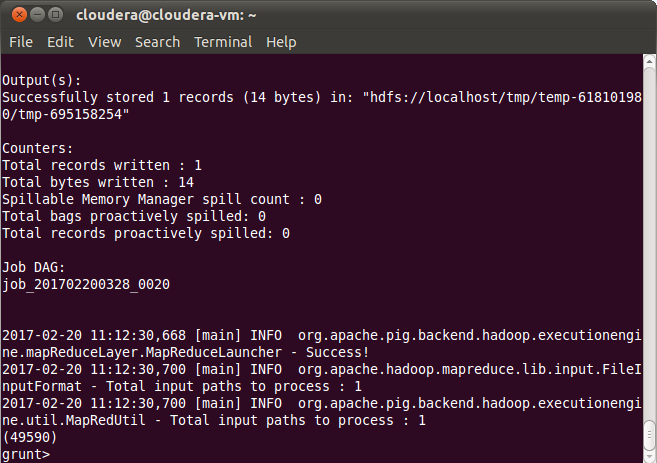 cloudera@cloudera-vm: ~
File Edit View Search Terminal Help
Output(s):
Successfully stored 1 records (14 bytes) in: "hdfs://localhost/tmp/temp-61810198
0/tmp-695158254"
Counters:
Total records written : 1
Total bytes written : 14
Spillable Memory Manager spill count : 0
Total bags proactively spilled: 0
Total records proactively spilled: 0
Job DAG:
job_201702200328_0020
2017-02-20 11:12:30,668 [main] INFO  org.apache.pig.backend.hadoop.executionengi
ne.mapReduceLayer.MapReduceLauncher - Success!
2017-02-20 11:12:30,700 [main] INFO  org.apache.hadoop.mapreduce.lib.input.FileI
nputFormat - Total input paths to process : 1
2017-02-20 11:12:30,700 [main] INFO  org.apache.pig.backend.hadoop.executionengi
ne.util.MapRedUtil - Total input paths to process : 1
(49590)
grunt>